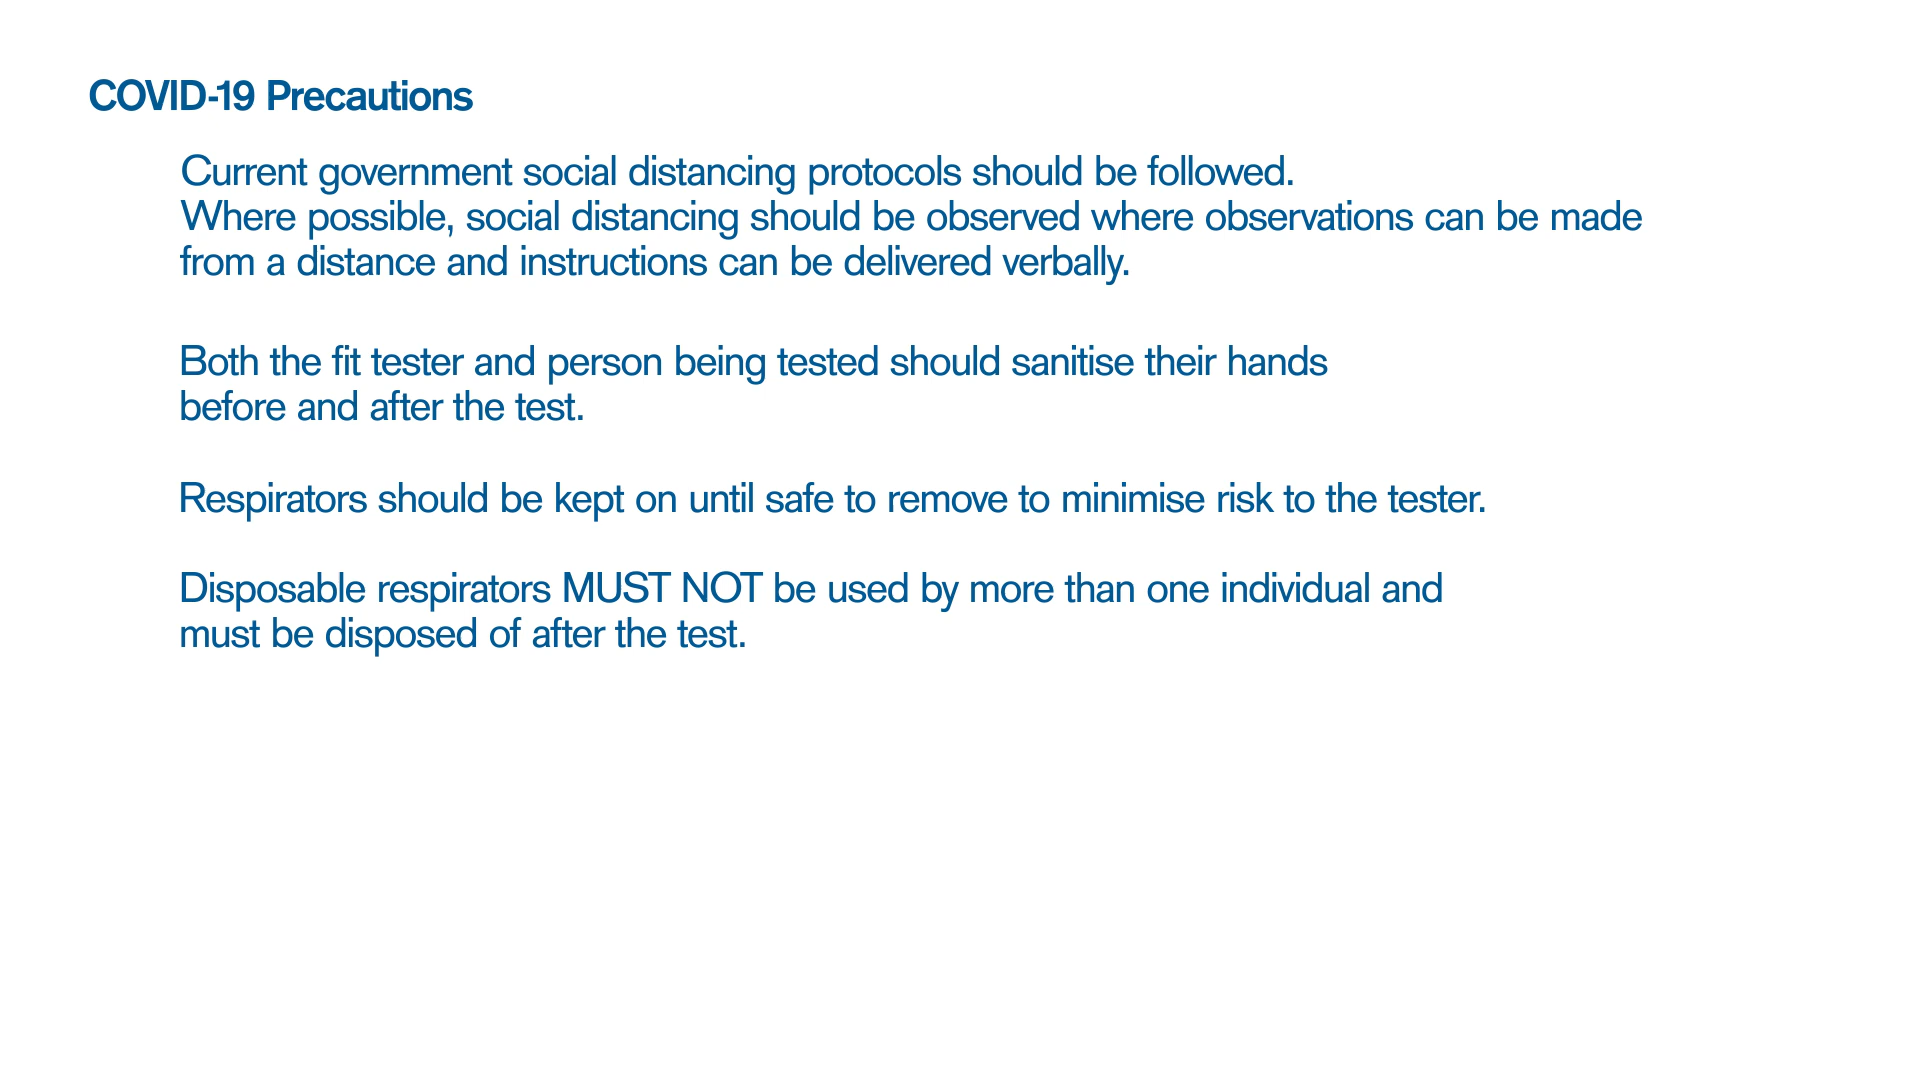 COVID-19 Precautions
Current government social distancing protocols should be followed.
Where possible, social distancing should be observed where observations can be made
from a distance and instructions can be delivered verbally.
Both the fit tester and person being tested should sanitise their hands
before and after the test.
Respirators should be kept on until safe to remove to minimise risk to the tester.
Disposable respirators MUST NOT be used by more than one individual and
must be disposed of after the test.